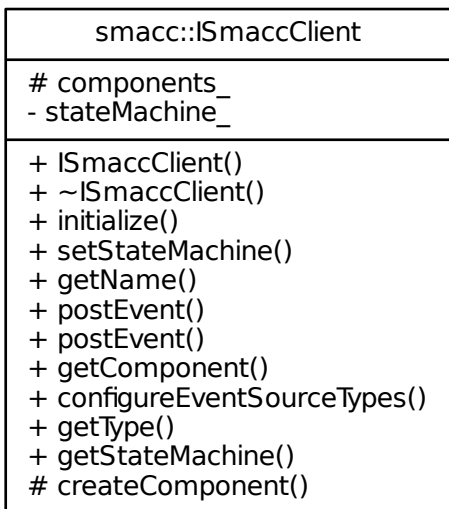 smacc::ISmaccClient
# components_
- stateMachine_
+ ISmaccClient()
+ ~ISmaccClient()
+ initialize()
+ setStateMachine()
+ getName()
+ postEvent()
+ postEvent()
+ getComponent()
+ configureEventSourceTypes()
+ getType()
+ getStateMachine()
# createComponent()